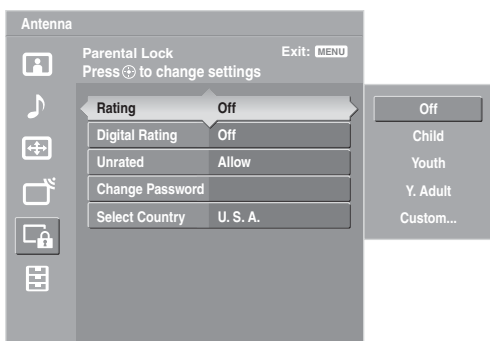 Antenna
Parental Lock Exit: MENU
Press to change settings
Rating Off
Digital Rating Off
Unrated Allow
Change Password
Select Country U. S. A.
Off
Child
Youth
Y. Adult
Custom...